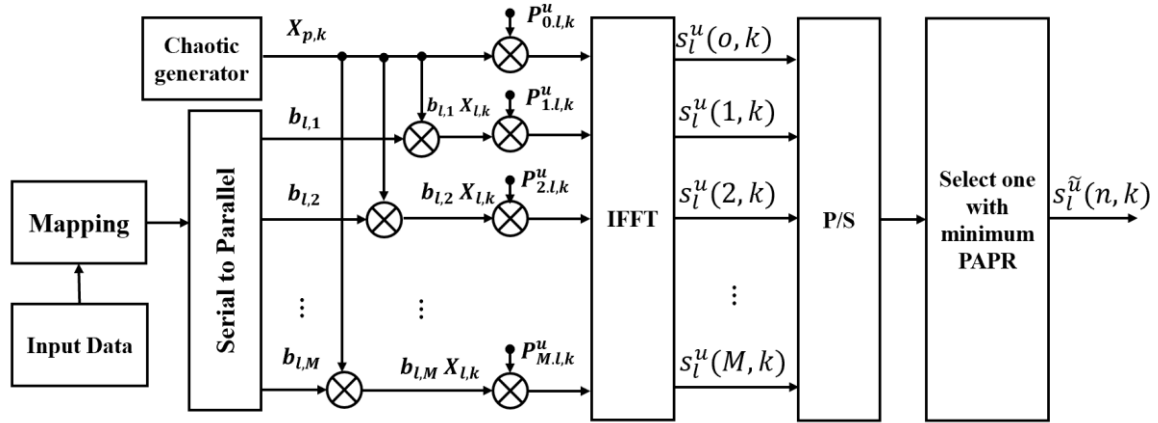 Chaotic
generator
X_{p,k}
P^u_{0.l,k}
s^u_l(o, k)
b_{l,1}
b_{l,1} X_{l,k}
P^u_{1.l,k}
s^u_l(1, k)
Mapping
Input Data
Serial to Parallel
b_{l,2}
b_{l,2} X_{l,k}
P^u_{2.l,k}
s^u_l(2, k)
IFFT
P/S
Select one
with
minimum
PAPR
s^ũ_l(n, k)
⋮
⋮
⋮
b_{l,M}
b_{l,M} X_{l,k}
P^u_{M.l,k}
s^u_l(M, k)